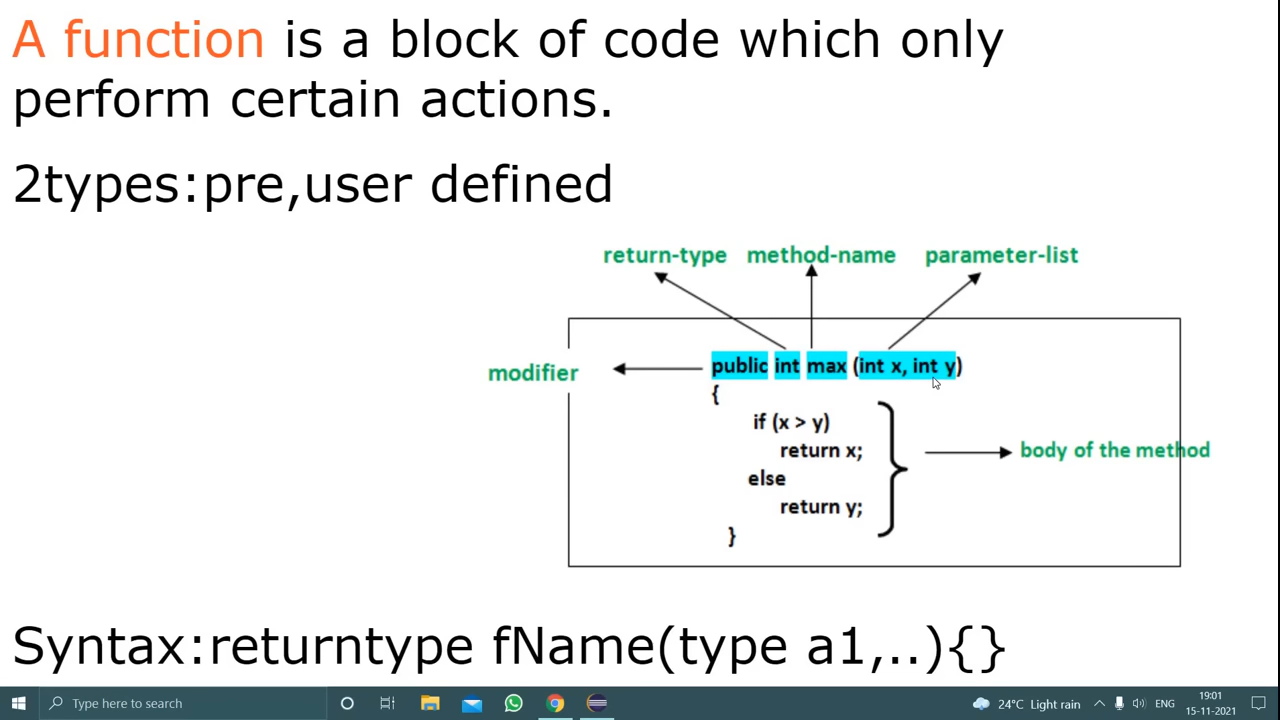 A function is a block of code which only
perform certain actions.
2types:pre,user defined
return-type method-name parameter-list
modifier
public int max (int x, int y)
{
if (x > y)
return x;
body of the method
else
return y;
}
Syntax:returntype fName(type a1,..){}
Type here to search
24°C Light rain
ENG
19:01
15-11-2021